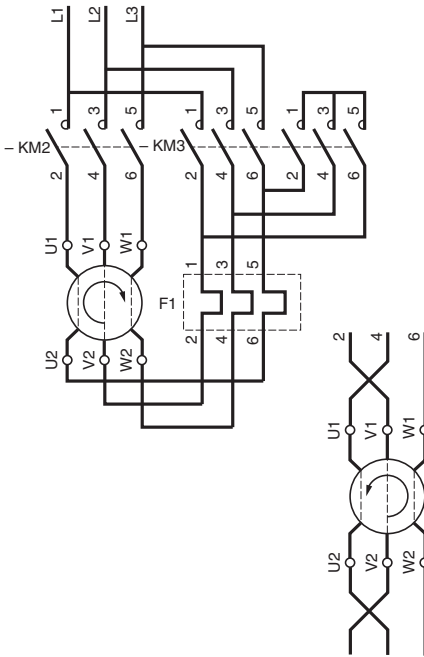 L1 L2 L3
1 3 5 1 3 5 1 3 5
– KM2 – KM3
2 4 6 2 4 6 2 4 6
U1 V1 W1
1 3 5
F1
2 4 6
U2 V2 W2
2 4 6
U1 V1 W1
U2 V2 W2